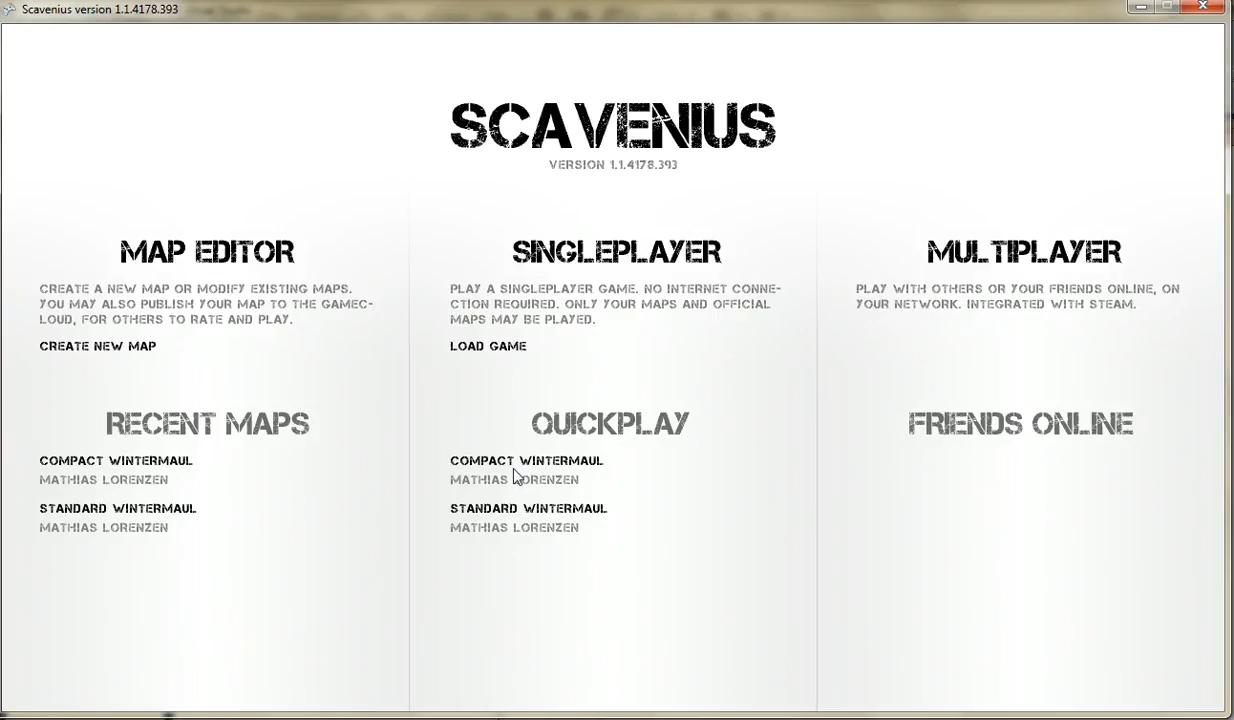 Scavenius version 1.1.4178.393
SCAVENIUS
VERSION 1.1.4178.393
MAP EDITOR
CREATE A NEW MAP OR MODIFY EXISTING MAPS.
YOU MAY ALSO PUBLISH YOUR MAP TO THE GAMEC-
LOUD, FOR OTHERS TO RATE AND PLAY.
CREATE NEW MAP
RECENT MAPS
COMPACT WINTERMAUL
MATHIAS LORENZEN
STANDARD WINTERMAUL
MATHIAS LORENZEN
SINGLEPLAYER
PLAY A SINGLEPLAYER GAME. NO INTERNET CONNE-
CTION REQUIRED. ONLY YOUR MAPS AND OFFICIAL
MAPS MAY BE PLAYED.
LOAD GAME
QUICKPLAY
COMPACT WINTERMAUL
MATHIAS LORENZEN
STANDARD WINTERMAUL
MATHIAS LORENZEN
MULTIPLAYER
PLAY WITH OTHERS OR YOUR FRIENDS ONLINE, ON
YOUR NETWORK. INTEGRATED WITH STEAM.
FRIENDS ONLINE